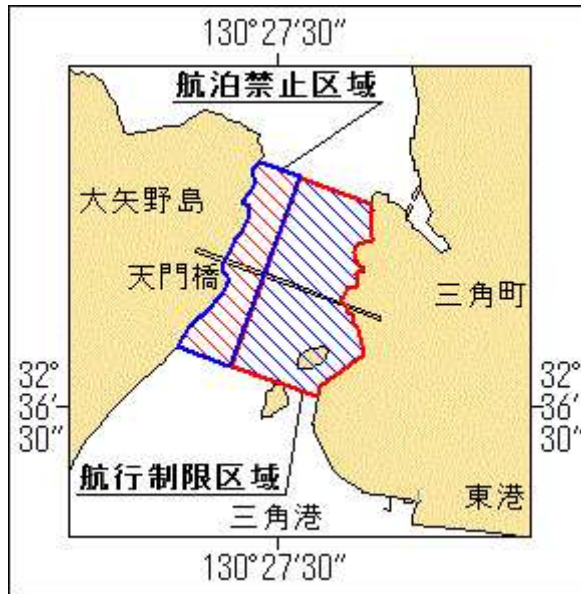 130°27′30″
航泊禁止区域
大矢野島
天門橋
三角町
32°
36′
30″
32°
36′
30″
航行制限区域
東港
三角港
130°27′30″